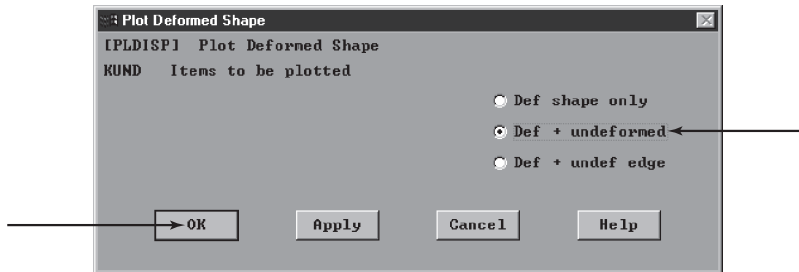 Plot Deformed Shape
[PLDISP] Plot Deformed Shape
KUND Items to be plotted
Def shape only
Def + undeformed
Def + undef edge
OK Apply Cancel Help